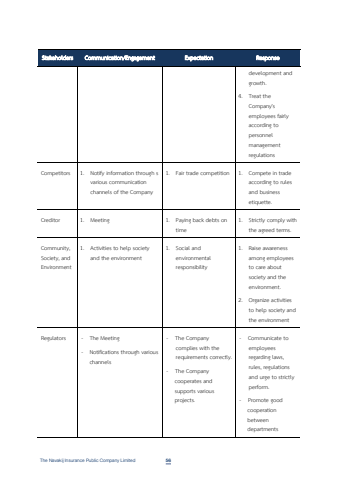 Stakeholders Communication/Engagement Expectation Response
development and
growth.
4. Treat the
Company's
employees fairly
according to
personnel
management
regulations
Competitors 1. Notify information through s 1. Fair trade competition 1. Compete in trade
various communication according to rules
channels of the Company and business
etiquette.
Creditor 1. Meeting 1. Paying back debts on 1. Strictly comply with
time the agreed terms.
Community, 1. Activities to help society 1. Social and 1. Raise awareness
Society, and and the environment environmental among employees
Environment responsibility to care about
society and the
environment.
2. Organize activities
to help society and
the environment
Regulators - The Meeting - The Company - Communicate to
- Notifications through various complies with the employees
channels requirements correctly. regarding laws,
- The Company rules, regulations
cooperates and and urge to strictly
supports various perform.
projects. - Promote good
cooperation
between
departments
The Navakij Insurance Public Company Limited 56